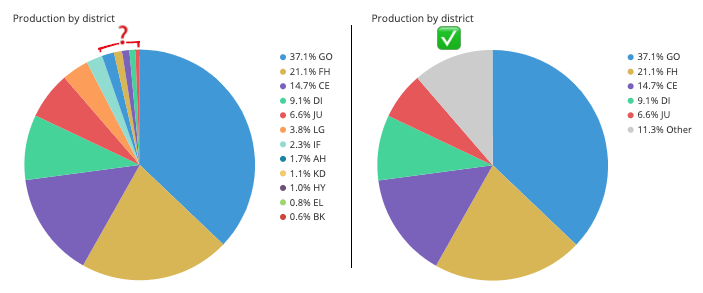 Production by district
?
37.1% GO
21.1% FH
14.7% CE
9.1% DI
6.6% JU
3.8% LG
2.3% IF
1.7% AH
1.1% KD
1.0% HY
0.8% EL
0.6% BK
Production by district
37.1% GO
21.1% FH
14.7% CE
9.1% DI
6.6% JU
11.3% Other